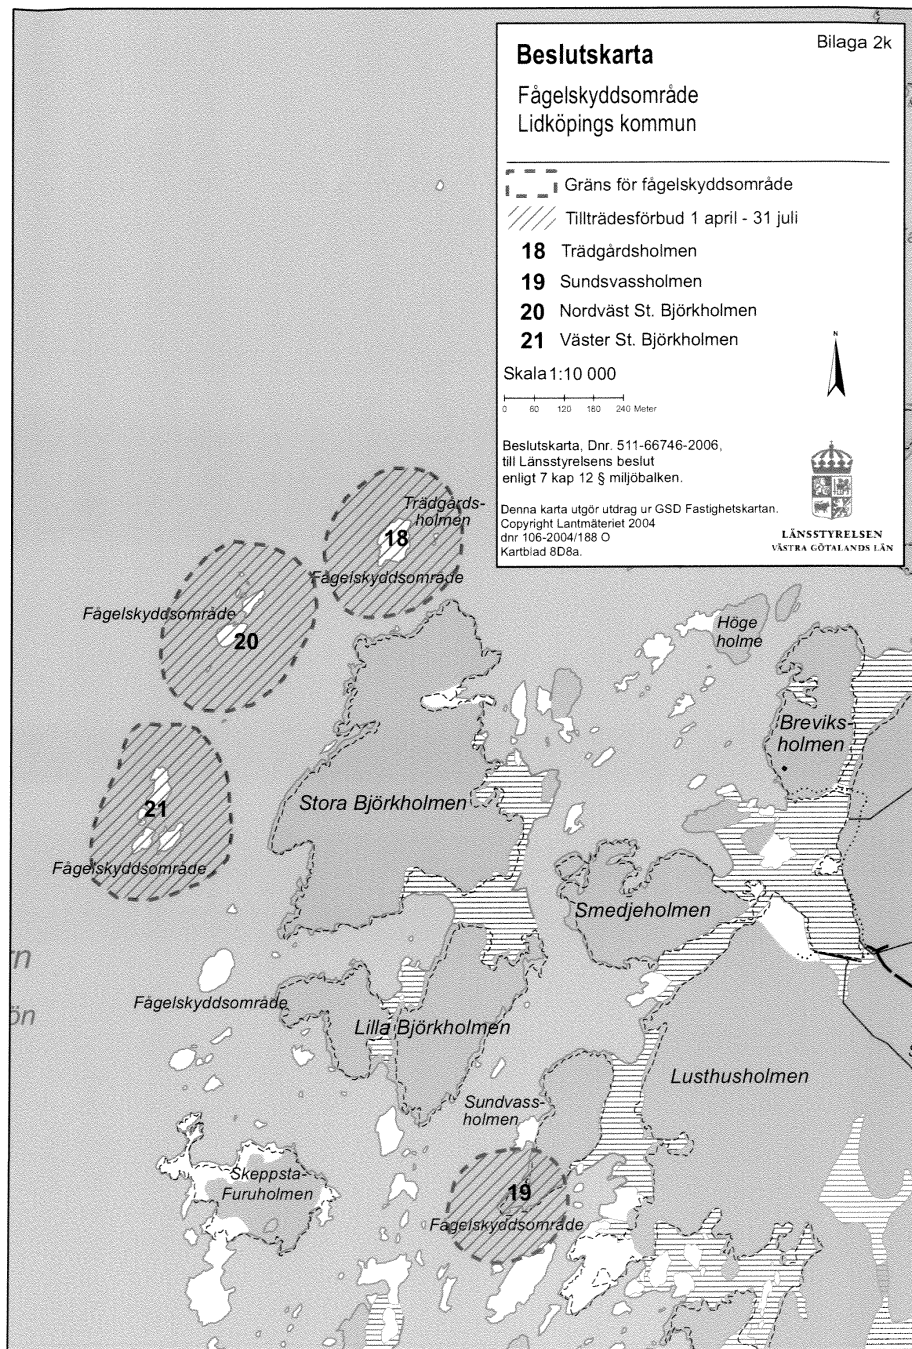 Beslutskarta
Bilaga 2k
Fågelskyddsområde
Lidköpings kommun
Gräns för fågelskyddsområde
Tillträdesförbud 1 april - 31 juli
18 Trädgårdsholmen
19 Sundsvassholmen
20 Nordväst St. Björkholmen
21 Väster St. Björkholmen
N
Skala 1:10 000
0 60 120 180 240 Meter
Beslutskarta, Dnr. 511-66746-2006,
till Länsstyrelsens beslut
enligt 7 kap 12 § miljöbalken.
Denna karta utgör utdrag ur GSD Fastighetskartan.
Copyright Lantmäteriet 2004
dnr 106-2004/188 O
Kartblad 8D8a.
LÄNSSTYRELSEN
VÄSTRA GÖTALANDS LÄN
Trädgårds-
holmen
18
Fågelskyddsområde
Fågelskyddsområde
20
Höge
holme
Breviks-
holmen
21
Stora Björkholmen
Fågelskyddsområde
Smedjeholmen
rn
Fågelskyddsområde
ön
Lilla Björkholmen
Lusthusholmen
Sundvass-
holmen
Skeppsta-
Furuholmen
19
Fågelskyddsområde